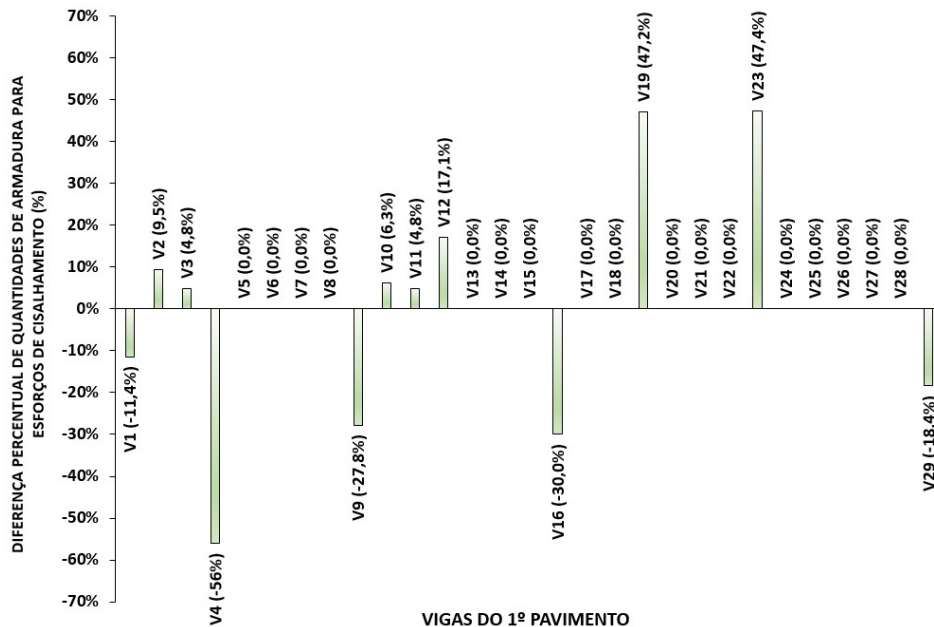 DIFERENÇA PERCENTUAL DE QUANTIDADES DE ARMADURA PARA
ESFORÇOS DE CISALHAMENTO (%)
70%
60%
50%
40%
30%
20%
10%
0%
-10%
-20%
-30%
-40%
-50%
-60%
-70%
V1 (-11,4%)
V2 (9,5%)
V3 (4,8%)
V4 (-56%)
V5 (0,0%)
V6 (0,0%)
V7 (0,0%)
V8 (0,0%)
V9 (-27,8%)
V10 (6,3%)
V11 (4,8%)
V12 (17,1%)
V13 (0,0%)
V14 (0,0%)
V15 (0,0%)
V16 (-30,0%)
V17 (0,0%)
V18 (0,0%)
V19 (47,2%)
V20 (0,0%)
V21 (0,0%)
V22 (0,0%)
V23 (47,4%)
V24 (0,0%)
V25 (0,0%)
V26 (0,0%)
V27 (0,0%)
V28 (0,0%)
V29 (-18,4%)
VIGAS DO 1º PAVIMENTO